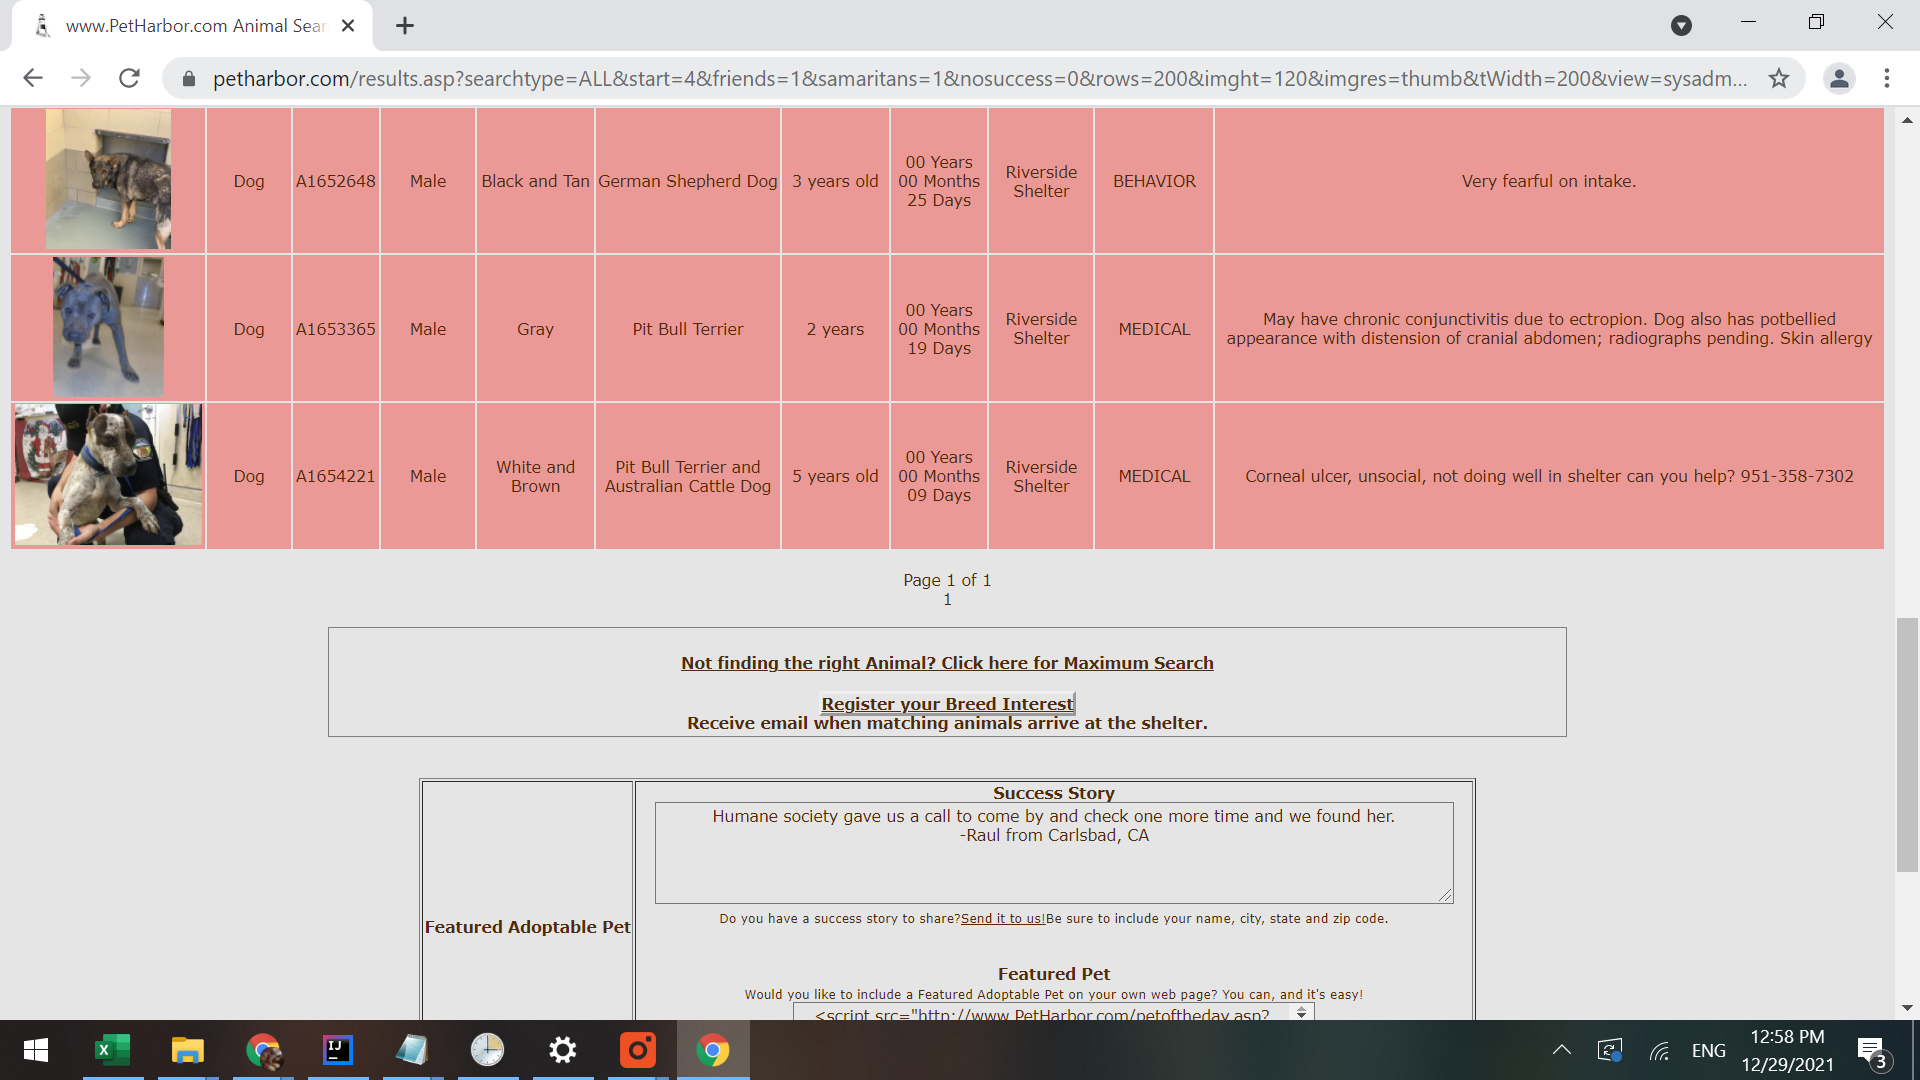 www.PetHarbor.com Animal Sear
petharbor.com/results.asp?searchtype=ALL&start=4&friends=1&samaritans=1&nosuccess=0&rows=200&imght=120&imgres=thumb&tWidth=200&view=sysadm...
Dog
A1652648
Male
Black and Tan
German Shepherd Dog
3 years old
00 Years
00 Months
25 Days
Riverside
Shelter
BEHAVIOR
Very fearful on intake.
Dog
A1653365
Male
Gray
Pit Bull Terrier
2 years
00 Years
00 Months
19 Days
Riverside
Shelter
MEDICAL
May have chronic conjunctivitis due to ectropion. Dog also has potbellied
appearance with distension of cranial abdomen; radiographs pending. Skin allergy
Dog
A1654221
Male
White and
Brown
Pit Bull Terrier and
Australian Cattle Dog
5 years old
00 Years
00 Months
09 Days
Riverside
Shelter
MEDICAL
Corneal ulcer, unsocial, not doing well in shelter can you help? 951-358-7302
Page 1 of 1
1
Not finding the right Animal? Click here for Maximum Search
Register your Breed Interest
Receive email when matching animals arrive at the shelter.
Featured Adoptable Pet
Success Story
Humane society gave us a call to come by and check one more time and we found her.
-Raul from Carlsbad, CA
Do you have a success story to share?Send it to us!Be sure to include your name, city, state and zip code.
Featured Pet
Would you like to include a Featured Adoptable Pet on your own web page? You can, and it's easy!
<script src="http://www.PetHarbor.com/petoftheday.asp?
ENG
12:58 PM
12/29/2021
3